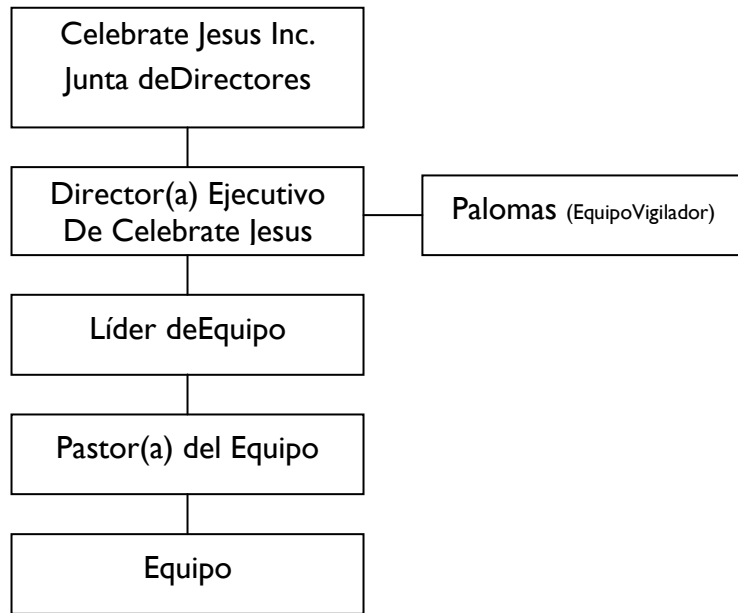 Celebrate Jesus Inc.
Junta deDirectores
Director(a) Ejecutivo
De Celebrate Jesus
Palomas (EquipoVigilador)
Líder deEquipo
Pastor(a) del Equipo
Equipo